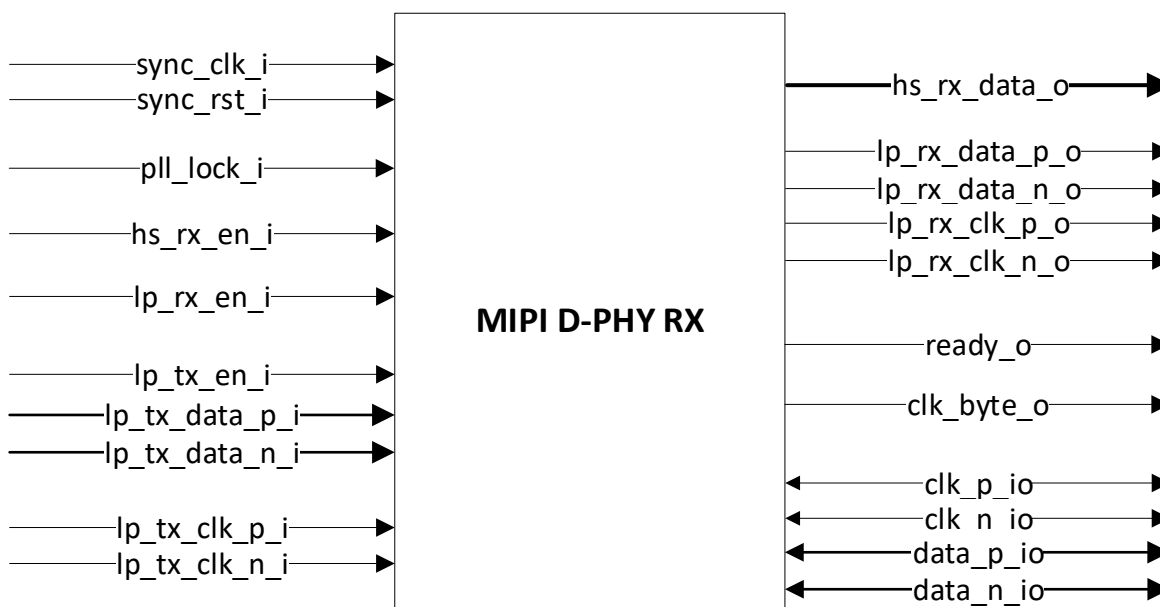 sync_clk_i
sync_rst_i
pll_lock_i
hs_rx_en_i
lp_rx_en_i
lp_tx_en_i
lp_tx_data_p_i
lp_tx_data_n_i
lp_tx_clk_p_i
lp_tx_clk_n_i
MIPI D-PHY RX
hs_rx_data_o
lp_rx_data_p_o
lp_rx_data_n_o
lp_rx_clk_p_o
lp_rx_clk_n_o
ready_o
clk_byte_o
clk_p_io
clk_n_io
data_p_io
data_n_io